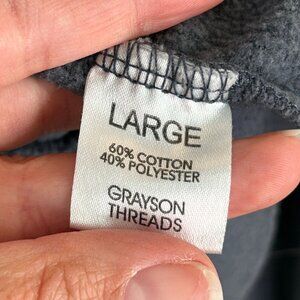 LARGE
60% COTTON
40% POLYESTER
GRAYSON
THREADS